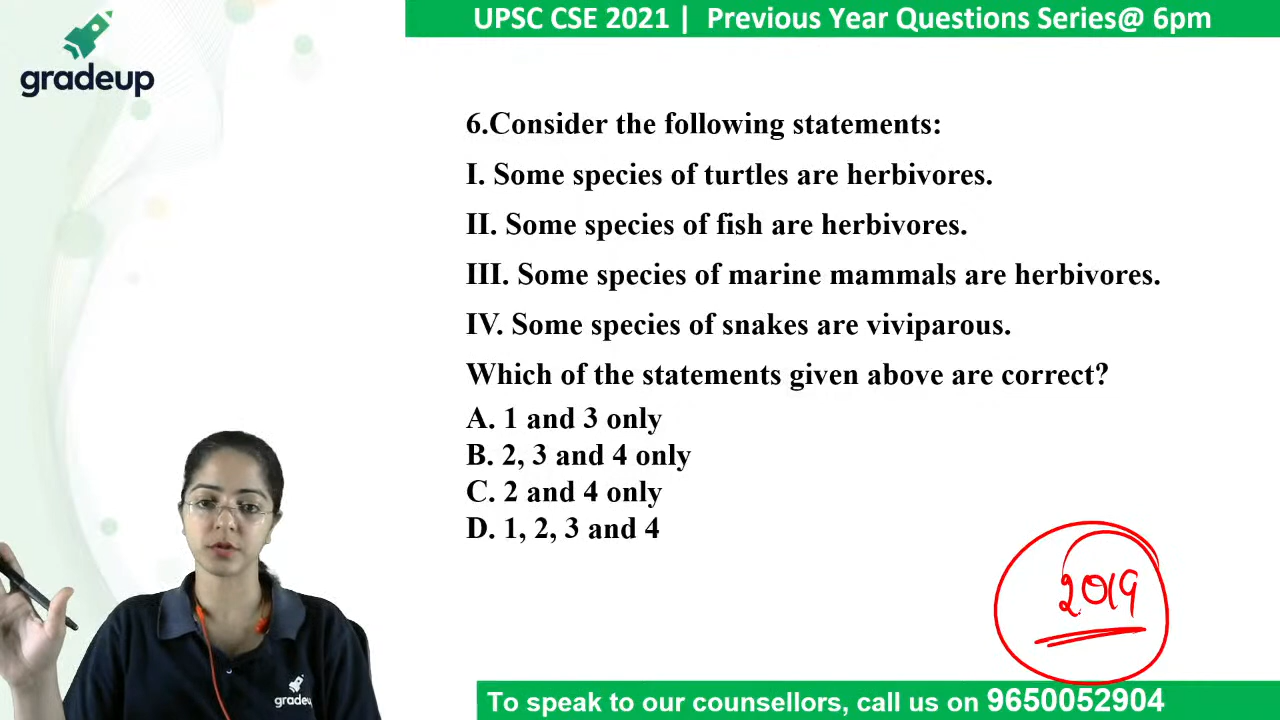 UPSC CSE 2021 | Previous Year Questions Series@ 6pm
gradeup
6.Consider the following statements:
I. Some species of turtles are herbivores.
II. Some species of fish are herbivores.
III. Some species of marine mammals are herbivores.
IV. Some species of snakes are viviparous.
Which of the statements given above are correct?
A. 1 and 3 only
B. 2, 3 and 4 only
C. 2 and 4 only
D. 1, 2, 3 and 4
2019
gradeup
To speak to our counsellors, call us on 9650052904